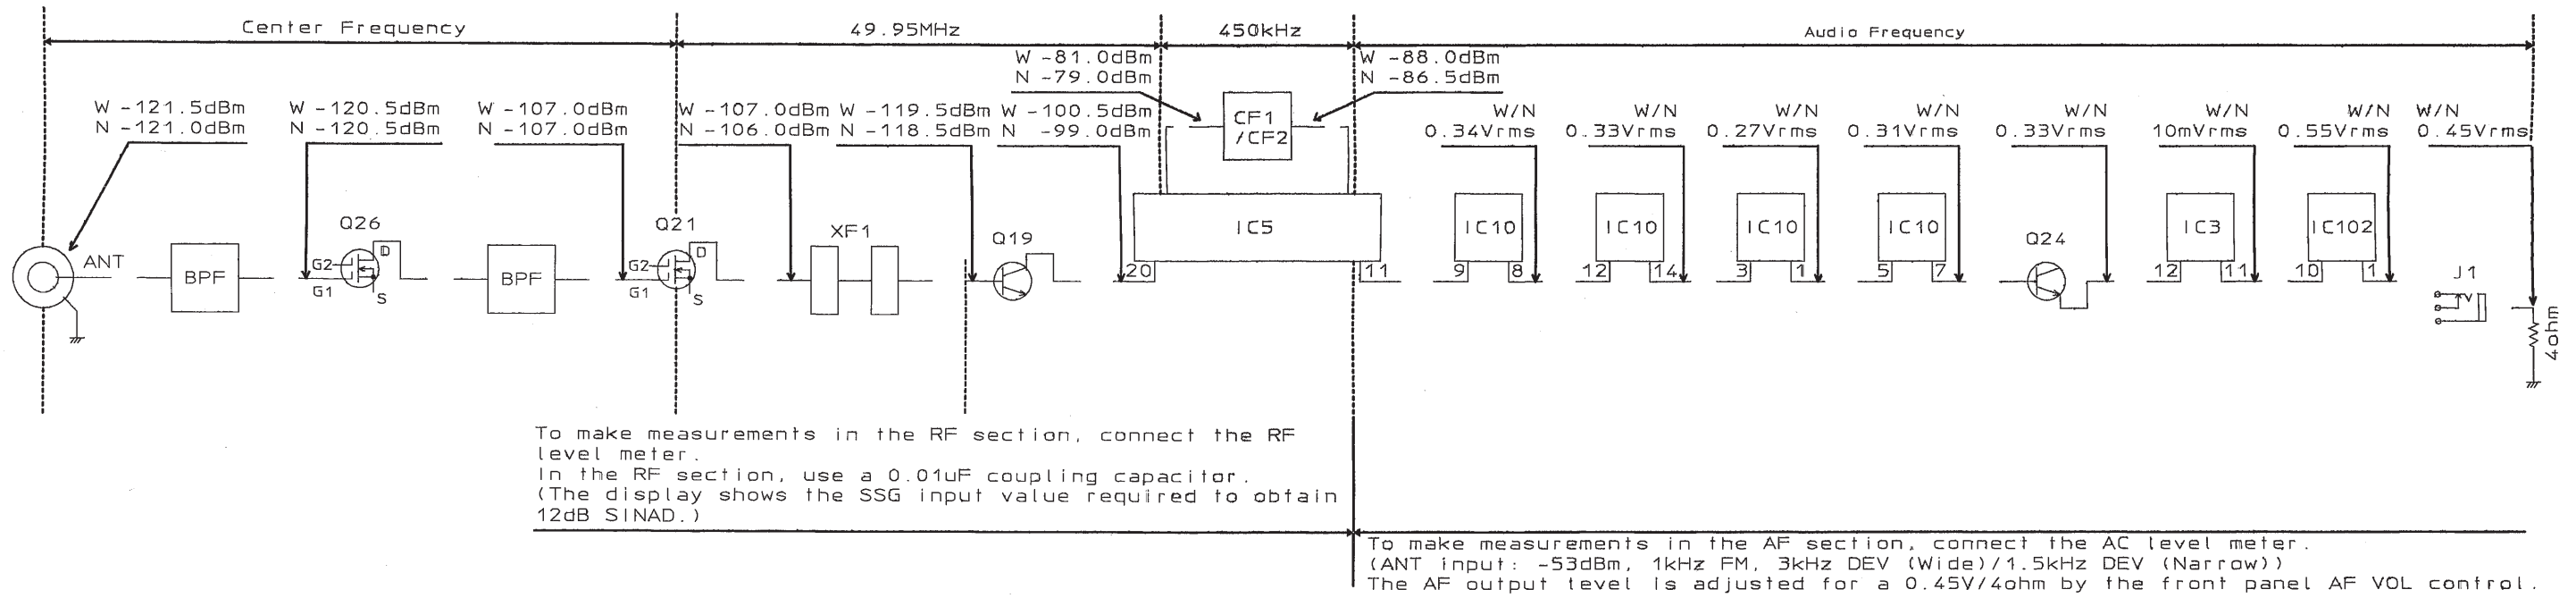 Center Frequency
49.95MHz
450kHz
Audio Frequency
W -81.0dBm
N -79.0dBm
W -88.0dBm
N -86.5dBm
W -121.5dBm
N -121.0dBm
W -120.5dBm
N -120.5dBm
W -107.0dBm
N -107.0dBm
W -107.0dBm
N -106.0dBm
W -119.5dBm
N -118.5dBm
W -100.5dBm
N -99.0dBm
CF1
/CF2
W/N
0.34Vrms
W/N
0.33Vrms
W/N
0.27Vrms
W/N
0.31Vrms
W/N
0.33Vrms
W/N
10mVrms
W/N
0.55Vrms
W/N
0.45Vrms
ANT
BPF
Q26
G2
G1
D
S
BPF
Q21
G2
G1
D
S
XF1
Q19
IC5
20
11
IC10
9
8
IC10
12
14
IC10
3
1
IC10
5
7
Q24
IC3
12
11
IC102
10
1
J1
4ohm
To make measurements in the RF section, connect the RF
level meter.
In the RF section, use a 0.01uF coupling capacitor.
(The display shows the SSG input value required to obtain
12dB SINAD.)
To make measurements in the AF section, connect the AC level meter.
(ANT input: -53dBm, 1kHz FM, 3kHz DEV (Wide)/1.5kHz DEV (Narrow))
The AF output level is adjusted for a 0.45V/4ohm by the front panel AF VOL control.